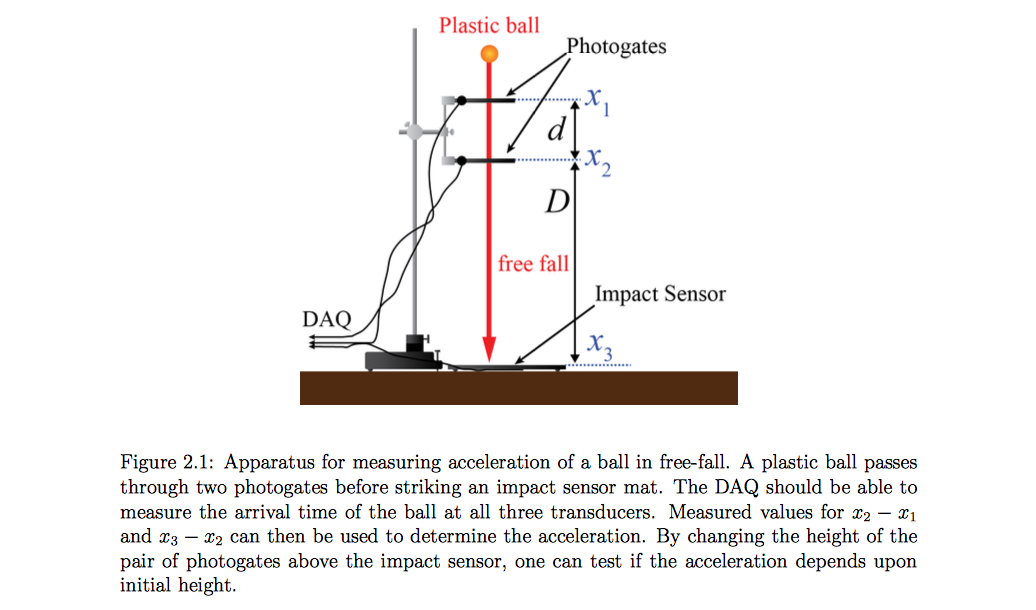 Plastic ball
Photogates
x1
d
x2
D
free fall
Impact Sensor
DAQ
x3
Figure 2.1: Apparatus for measuring acceleration of a ball in free-fall. A plastic ball passes
through two photogates before striking an impact sensor mat. The DAQ should be able to
measure the arrival time of the ball at all three transducers. Measured values for x2 − x1
and x3 − x2 can then be used to determine the acceleration. By changing the height of the
pair of photogates above the impact sensor, one can test if the acceleration depends upon
initial height.